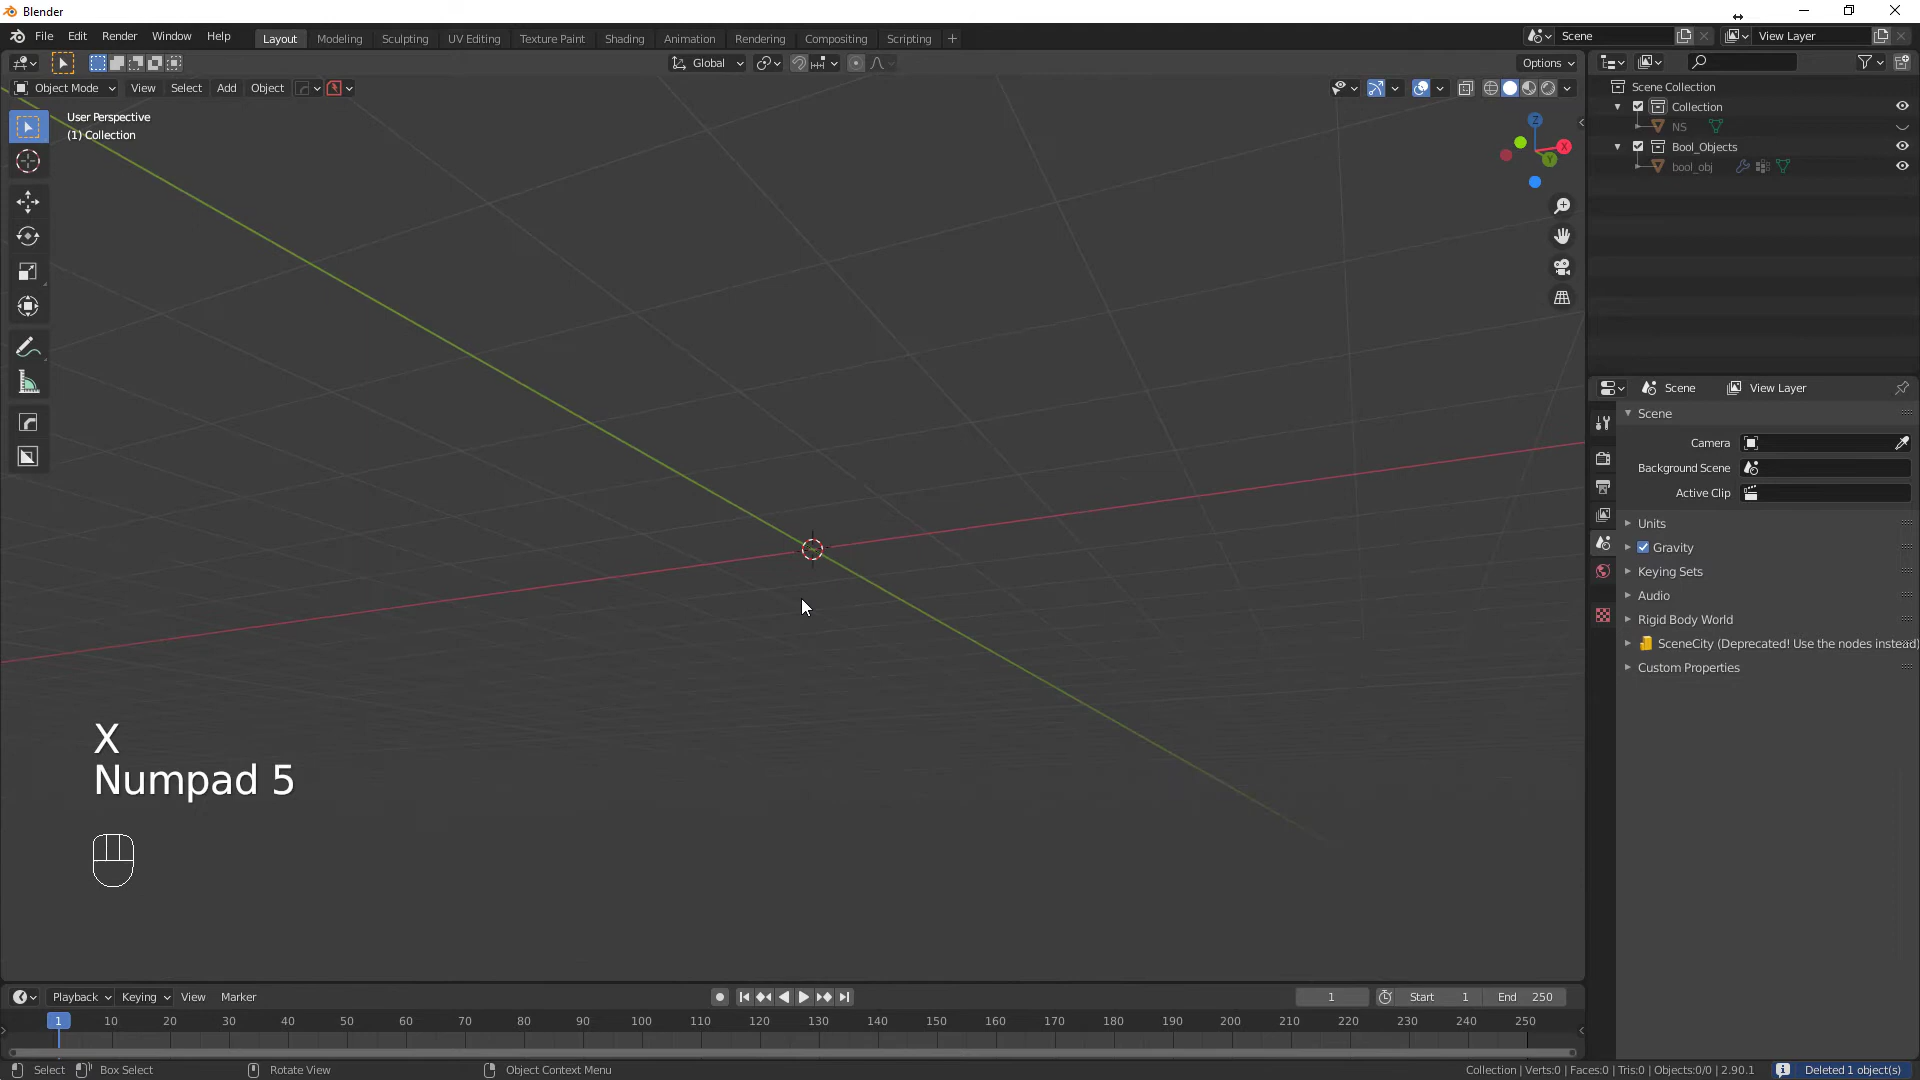 Blender
File Edit Render Window Help
Layout Modeling Sculpting UV Editing Texture Paint Shading Animation Rendering Compositing Scripting +
Scene
View Layer
Global
Options
Object Mode View Select Add Object
User Perspective
(1) Collection
Z
X
Y
Scene Collection
Collection
NS
Bool_Objects
bool_obj
Scene View Layer
Scene
Camera
Background Scene
Active Clip
Units
Gravity
Keying Sets
Audio
Rigid Body World
SceneCity (Deprecated! Use the nodes instead)
Custom Properties
X
Numpad 5
Playback Keying View Marker
1
Start 1
End 250
1 10 20 30 40 50 60 70 80 90 100 110 120 130 140 150 160 170 180 190 200 210 220 230 240 250
Select Box Select Rotate View Object Context Menu
Collection | Verts:0 | Faces:0 | Tris:0 | Objects:0/0 | 2.90.1
Deleted 1 object(s)